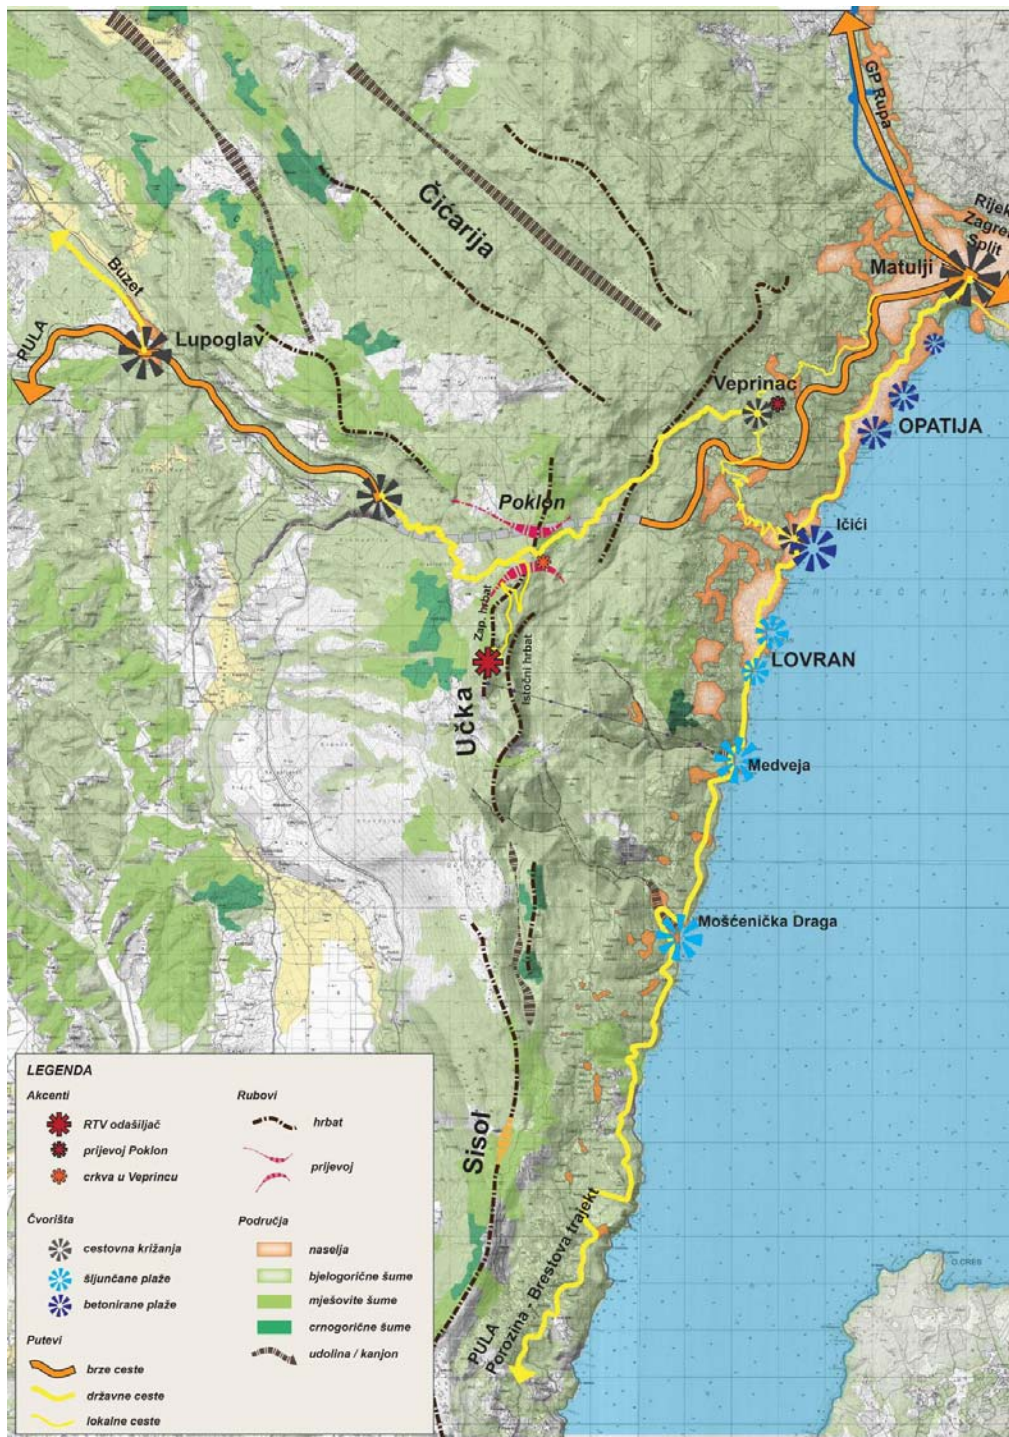 GP Rupa
Rijek
Zagreb
Split
Matulji
Čićarija
Buzet
PULA
Lupoglav
Veprinac
OPATIJA
Poklon
Ičići
Zap. hrbat
Istočni hrbat
LOVRAN
Učka
Medveja
Mošćenička Draga
Sisol
PULA
Porozina - Brestova trajekt
O CRES
LEGENDA
Akcenti
RTV odašiljač
prijevoj Poklon
crkva u Veprincu
Čvorišta
cestovna križanja
šljunčane plaže
betonirane plaže
Putevi
brze ceste
državne ceste
lokalne ceste
Rubovi
hrbat
prijevoj
Područja
naselja
bjelogorične šume
mješovite šume
crnogorične šume
udolina / kanjon